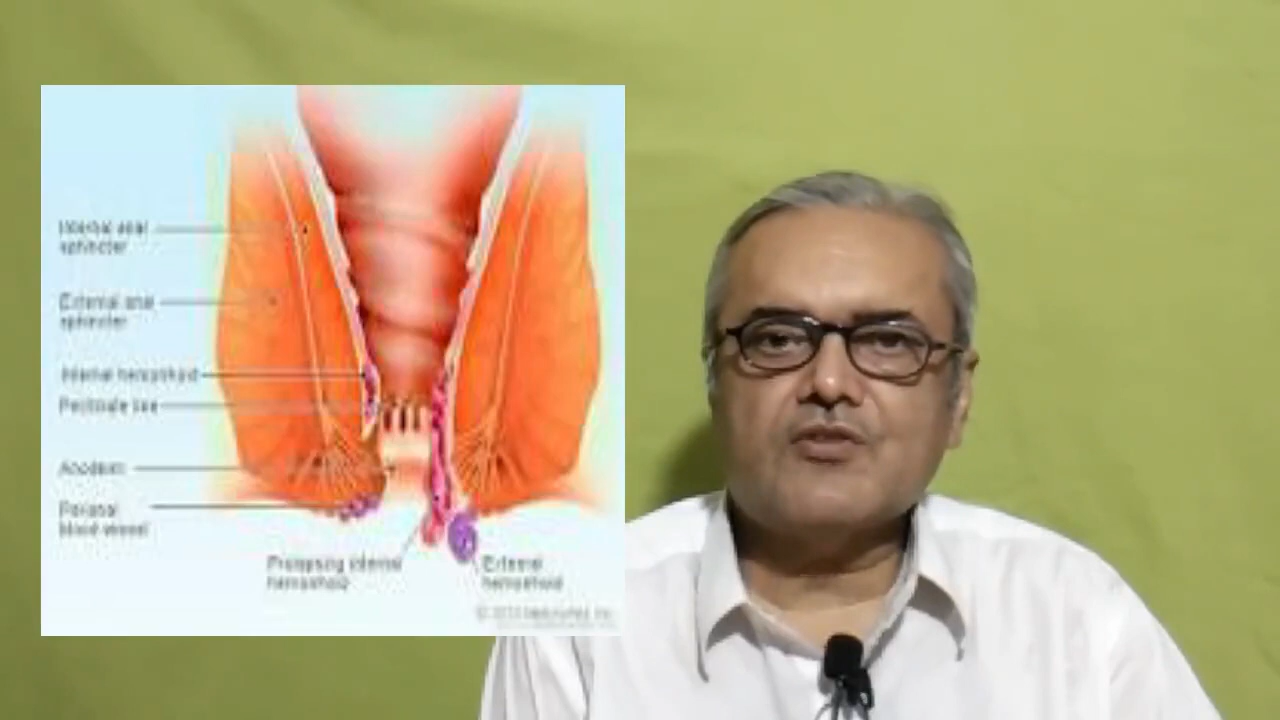 Internal anal
sphincter
External anal
sphincter
Internal hemorrhoid
Pectinate line
Anoderm
Perianal
blood vessel
Prolapsing internal
hemorrhoid
External
hemorrhoid